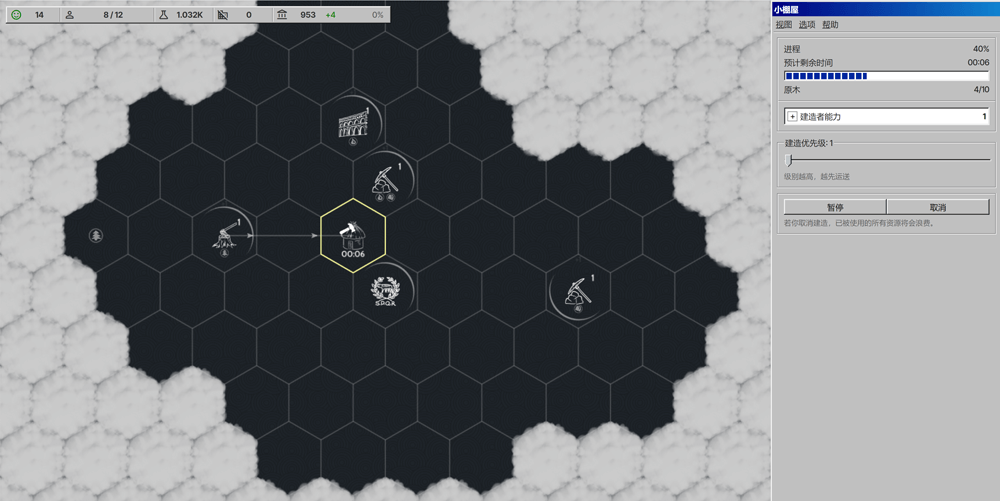 14 8 / 12 1.032K 0 953 +4 0%
1
1
1
00:06
1
S.P.Q.R
小棚屋
视图 选项 帮助
进程 40%
预计剩余时间 00:06
原木 4/10
+ 建造者能力 1
建造优先级: 1
级别越高，越先运送
暂停 取消
若你取消建造，已被使用的所有资源将会浪费。